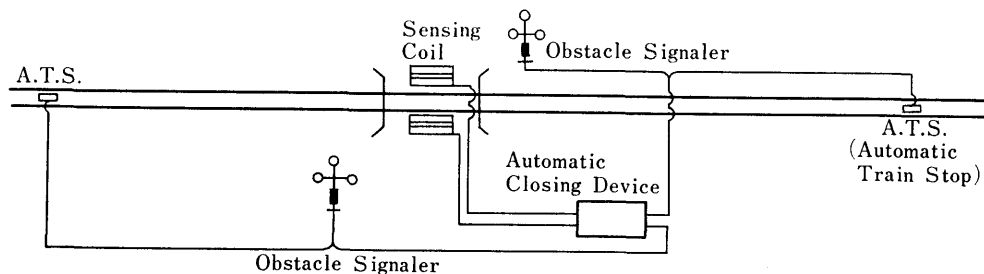 Sensing
Coil
Obstacle Signaler
A.T.S.
A.T.S.
(Automatic
Train Stop)
Automatic
Closing Device
Obstacle Signaler